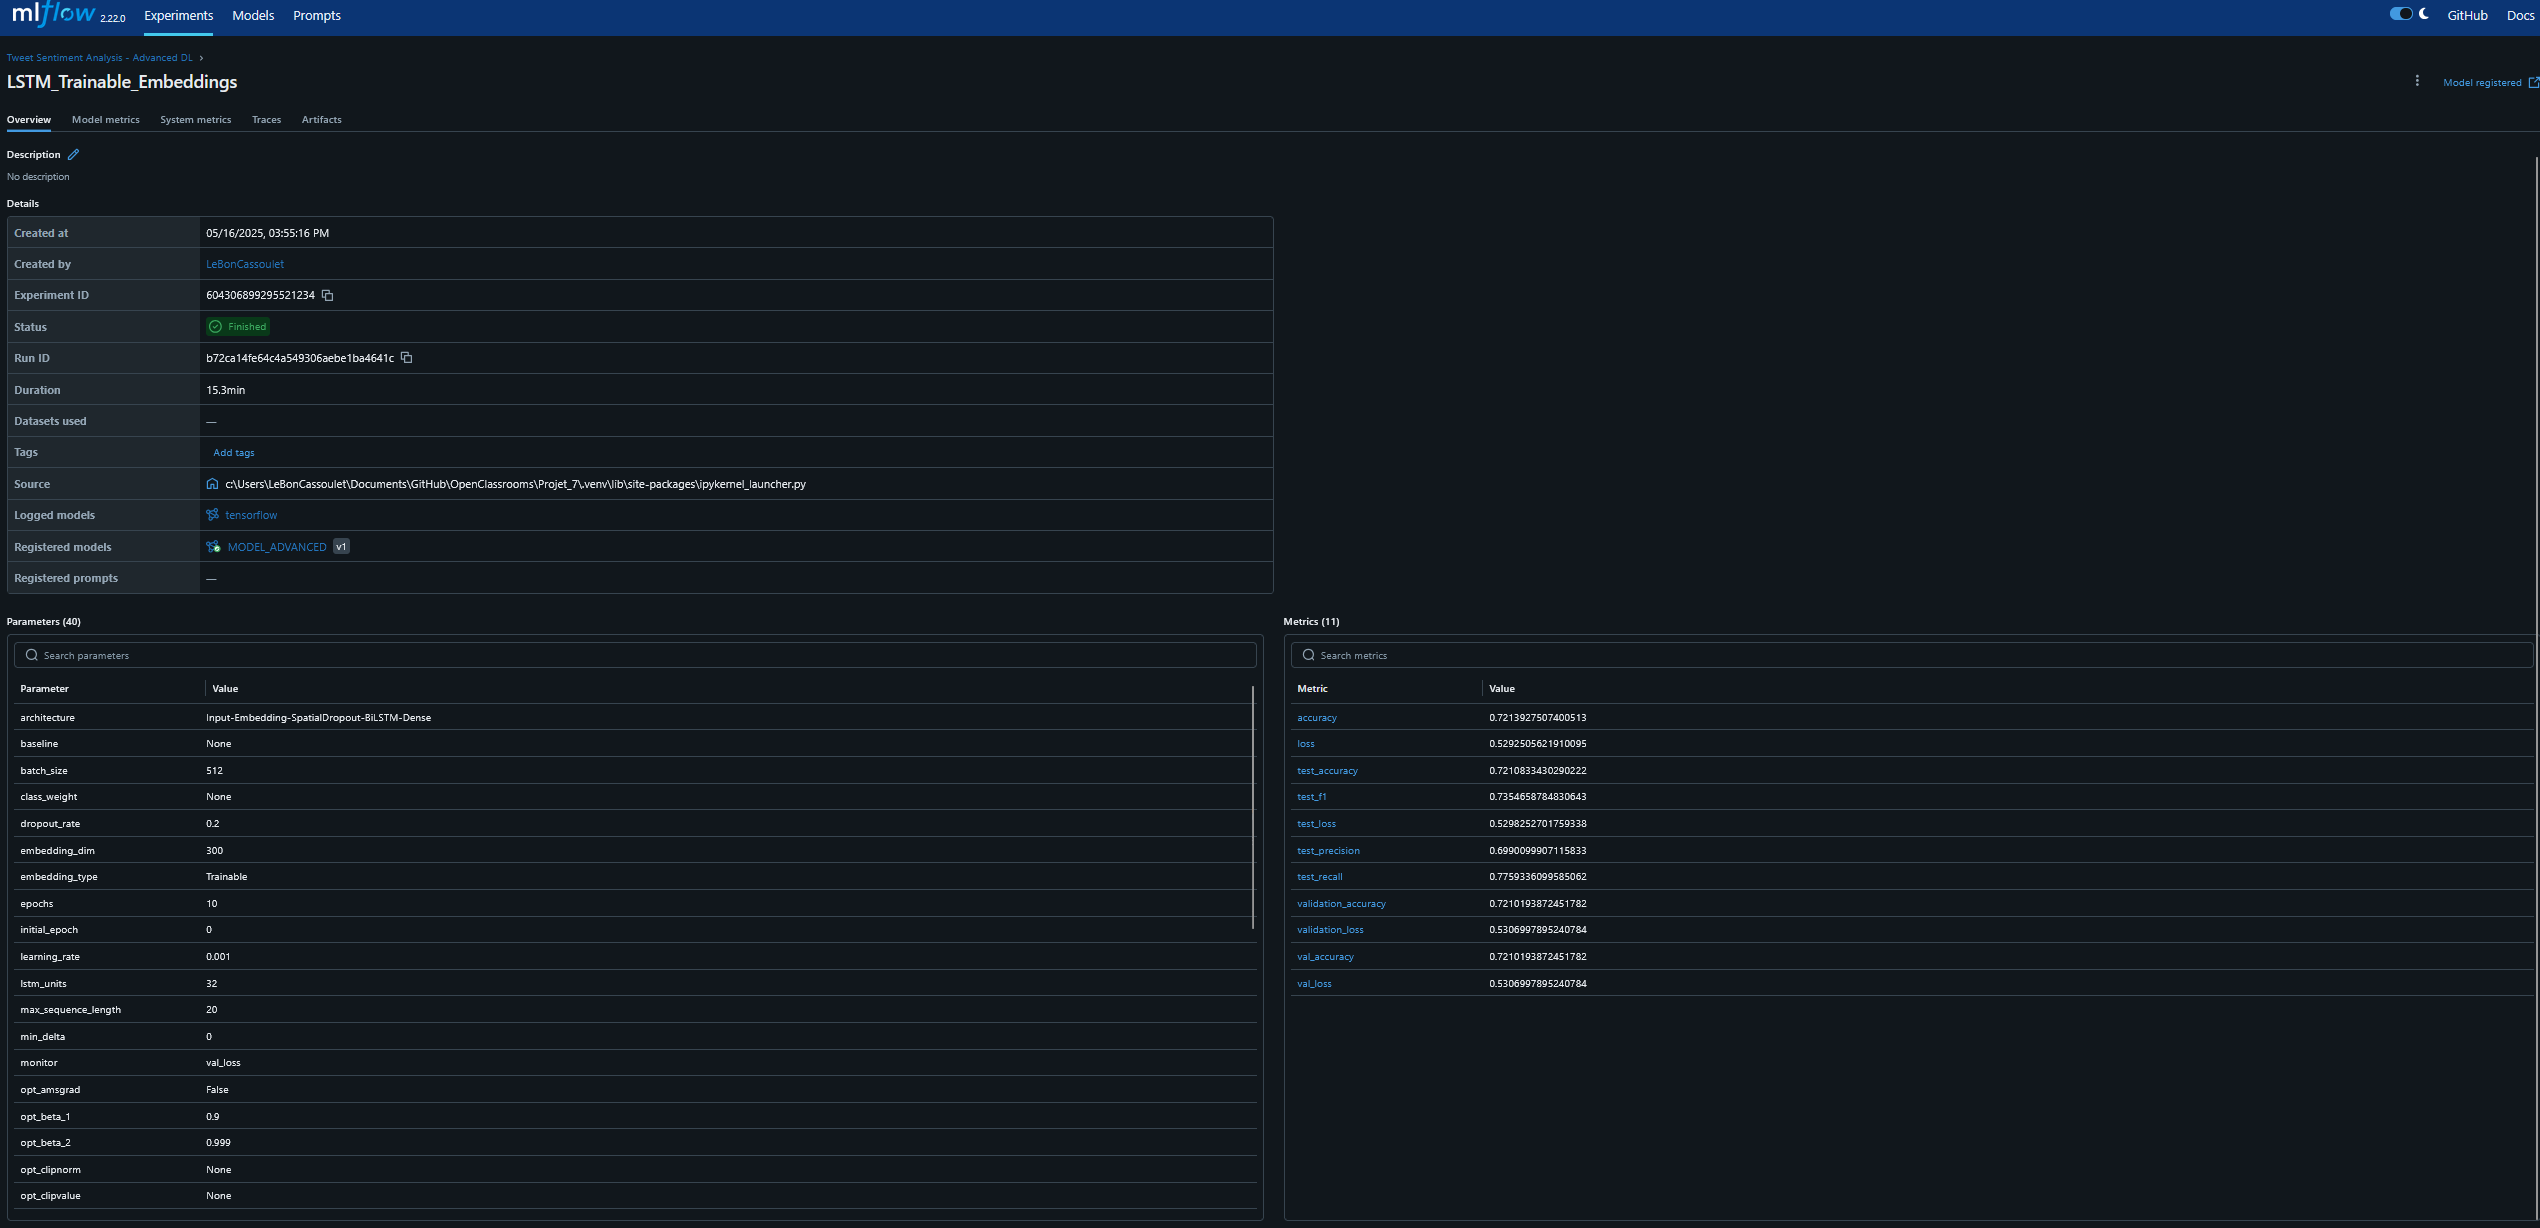 mlflow 2.22.0 Experiments Models Prompts GitHub Docs
Tweet Sentiment Analysis - Advanced DL ›
LSTM_Trainable_Embeddings
Model registered
Overview Model metrics System metrics Traces Artifacts
Description
No description
Details
Created at 05/16/2025, 03:55:16 PM
Created by LeBonCassoulet
Experiment ID 604306899295521234
Status Finished
Run ID b72ca14fe64c4a549306aebe1ba4641c
Duration 15.3min
Datasets used —
Tags Add tags
Source c:\Users\LeBonCassoulet\Documents\GitHub\OpenClassrooms\Projet_7\.venv\lib\site-packages\ipykernel_launcher.py
Logged models tensorflow
Registered models MODEL_ADVANCED v1
Registered prompts —
Parameters (40)
Search parameters
Parameter Value
architecture Input-Embedding-SpatialDropout-BiLSTM-Dense
baseline None
batch_size 512
class_weight None
dropout_rate 0.2
embedding_dim 300
embedding_type Trainable
epochs 10
initial_epoch 0
learning_rate 0.001
lstm_units 32
max_sequence_length 20
min_delta 0
monitor val_loss
opt_amsgrad False
opt_beta_1 0.9
opt_beta_2 0.999
opt_clipnorm None
opt_clipvalue None
Metrics (11)
Search metrics
Metric Value
accuracy 0.7213927507400513
loss 0.5292505621910095
test_accuracy 0.7210833430290222
test_f1 0.7354658784830643
test_loss 0.5298252701759338
test_precision 0.6990099907115833
test_recall 0.7759336099585062
validation_accuracy 0.7210193872451782
validation_loss 0.5306997895240784
val_accuracy 0.7210193872451782
val_loss 0.5306997895240784